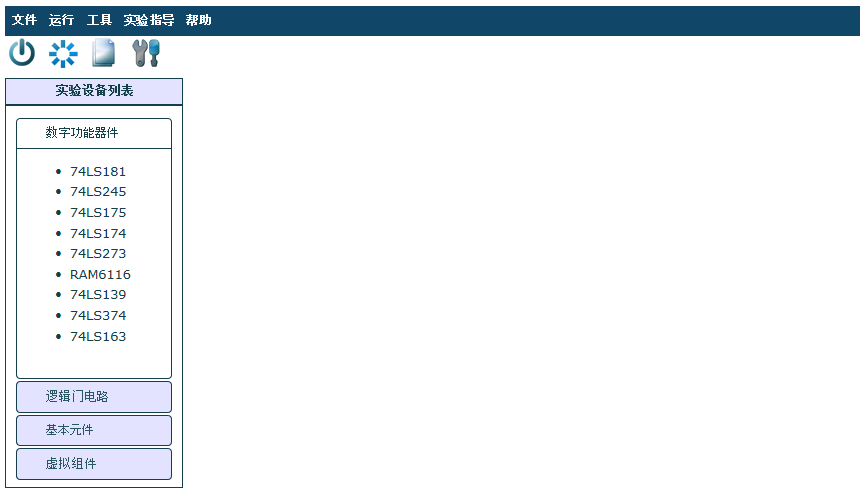 文件 运行 工具 实验指导 帮助
实验设备列表
数字功能器件
74LS181
74LS245
74LS175
74LS174
74LS273
RAM6116
74LS139
74LS374
74LS163
逻辑门电路
基本元件
虚拟组件